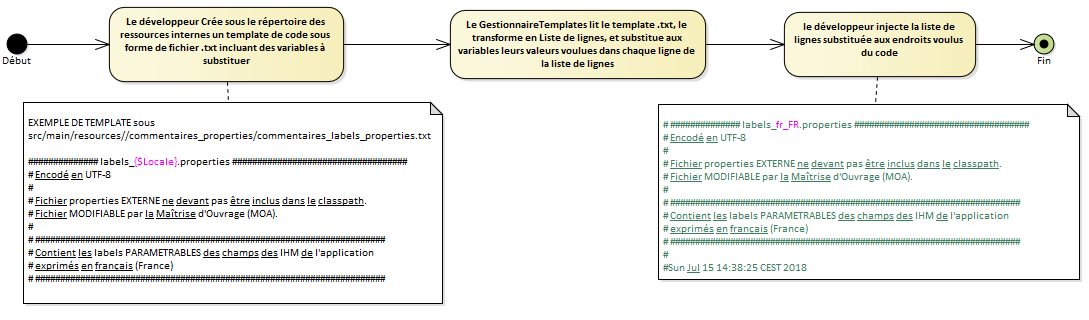 Début
Le développeur Crée sous le répertoire des
ressources internes un template de code sous
forme de fichier .txt incluant des variables à
substituer
Le GestionnaireTemplates lit le template .txt, le
transforme en Liste de lignes, et substitue aux
variables leurs valeurs voulues dans chaque ligne de
la liste de lignes
le développeur injecte la liste de
lignes substituée aux endroits voulus
du code
Fin
EXEMPLE DE TEMPLATE sous
src/main/resources//commentaires_properties/commentaires_labels_properties.txt
############## labels_{$Locale}.properties ###################################
# Encodé en UTF-8
#
# Fichier properties EXTERNE ne devant pas être inclus dans le classpath.
# Fichier MODIFIABLE par la Maîtrise d'Ouvrage (MOA).
#
# ######################################################################
# Contient les labels PARAMETRABLES des champs des IHM de l'application
# exprimés en français (France)
# ######################################################################
# ############## labels_fr_FR.properties ###################################
# Encodé en UTF-8
#
# Fichier properties EXTERNE ne devant pas être inclus dans le classpath.
# Fichier MODIFIABLE par la Maîtrise d'Ouvrage (MOA).
#
# ######################################################################
# Contient les labels PARAMETRABLES des champs des IHM de l'application
# exprimés en français (France)
# ######################################################################
#
#Sun Jul 15 14:38:25 CEST 2018